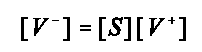 [V⁻] = [S][V⁺]